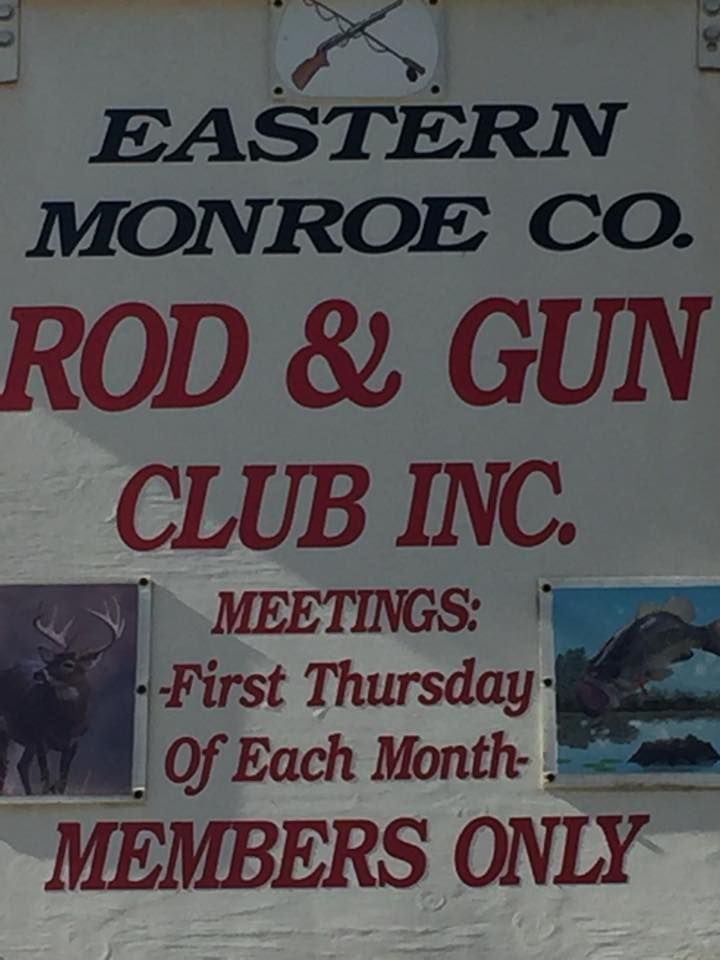 EASTERN
MONROE CO.
ROD & GUN
CLUB INC.
MEETINGS:
-First Thursday
Of Each Month-
MEMBERS ONLY